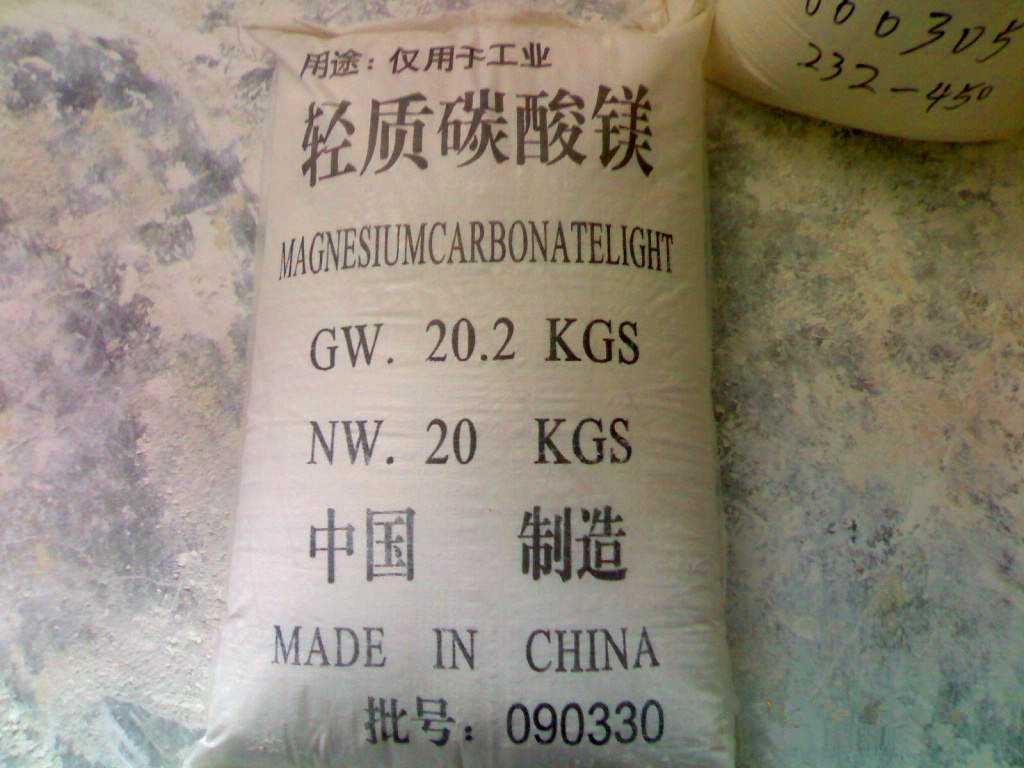 用途：仅用于工业
轻质碳酸镁
MAGNESIUMCARBONATELIGHT
GW. 20.2 KGS
NW. 20 KGS
中国 制造
MADE IN CHINA
批号：090330
000305
232-450